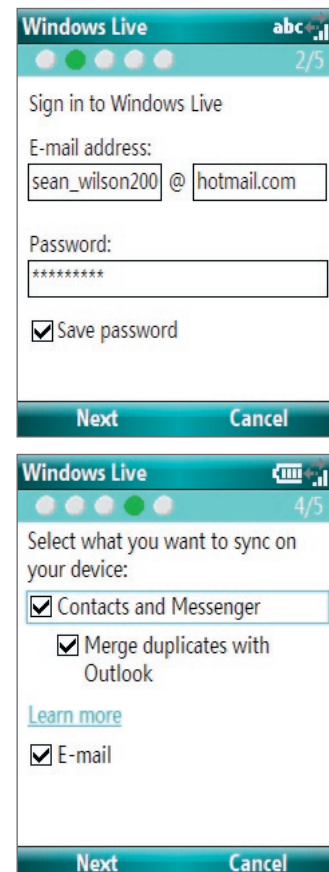 Windows Live abc
2/5
Sign in to Windows Live
E-mail address:
sean_wilson200 @ hotmail.com
Password:
*********
Save password
Next Cancel
Windows Live
4/5
Select what you want to sync on
your device:
Contacts and Messenger
Merge duplicates with
Outlook
Learn more
E-mail
Next Cancel